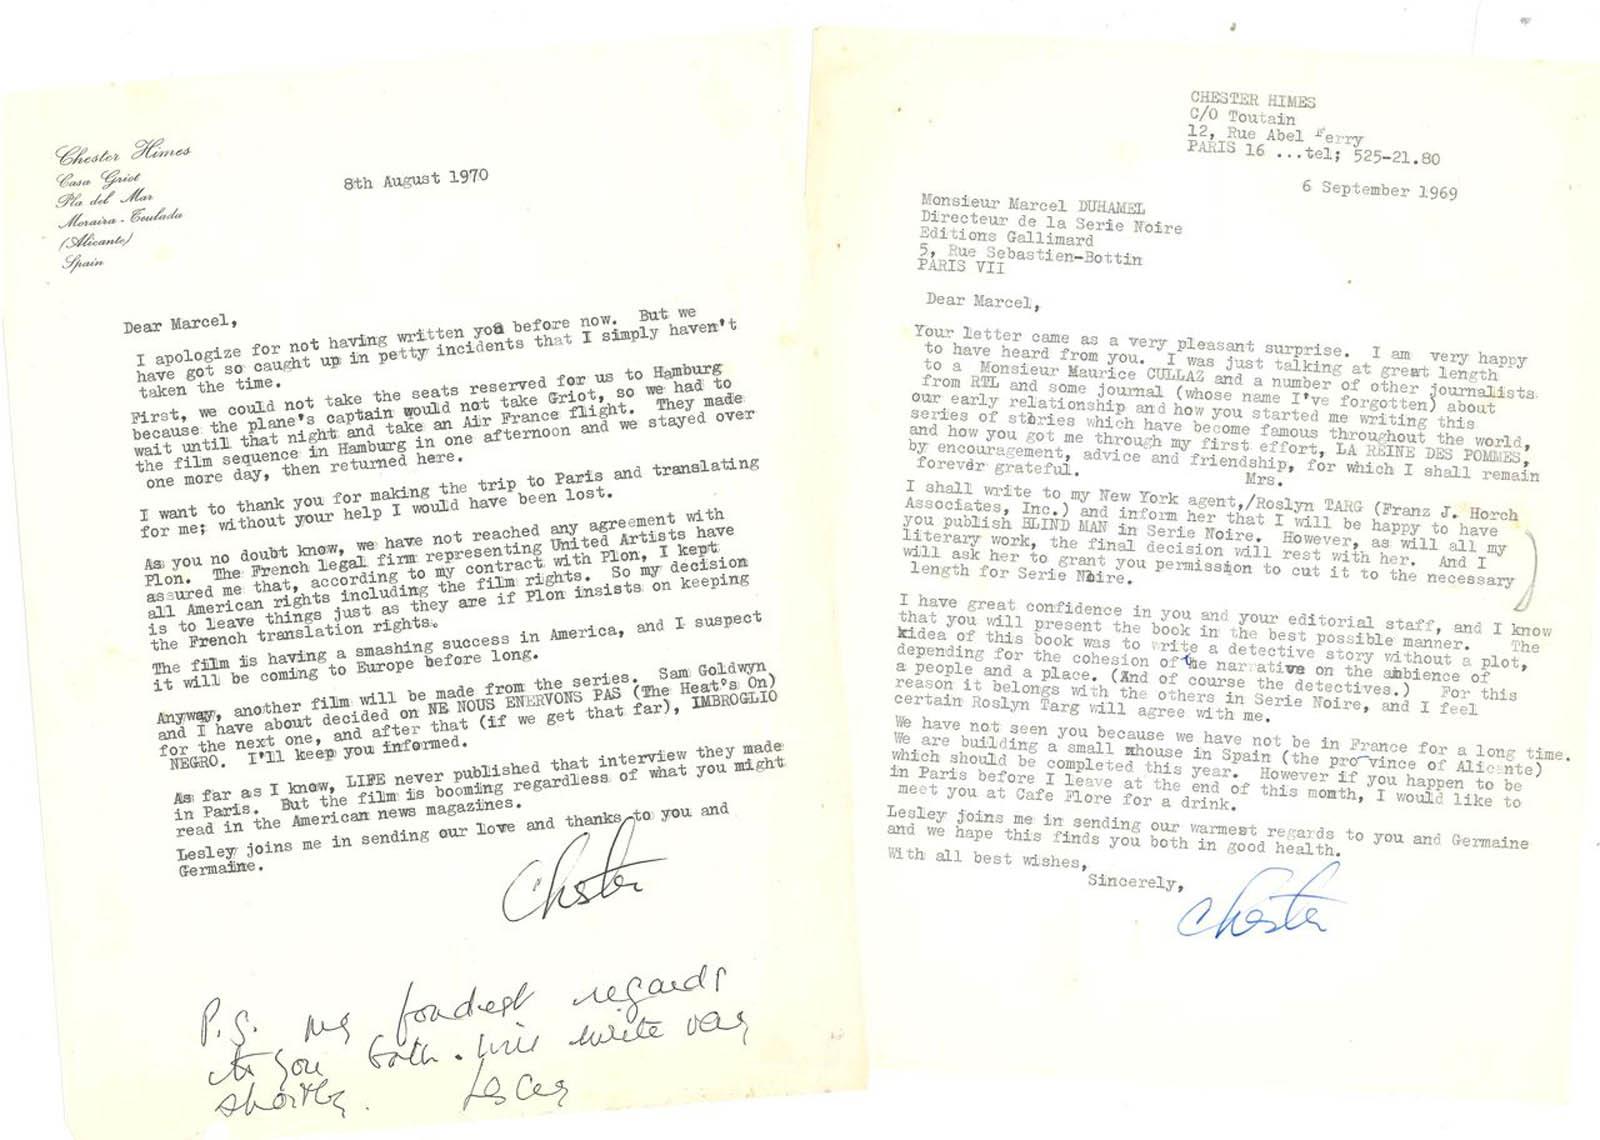 Chester Himes
Casa Griot
Pla del Mar
Moraira - Teulada
(Alicante)
Spain
8th August 1970
Dear Marcel,
I apologize for not having written you before now. But we
have got so caught up in petty incidents that I simply haven't
taken the time.
First, we could not take the seats reserved for us to Hamburg
because the plane's captain would not take Griot, so we had to
wait until that night and take an Air France flight. They made
the film sequence in Hamburg in one afternoon and we stayed over
one more day, then returned here.
I want to thank you for making the trip to Paris and translating
for me; without your help I would have been lost.
As you no doubt know, we have not reached any agreement with
Plon. The French legal firm representing United Artists have
assured me that, according to my contract with Plon, I kept
all American rights including the film rights. So my decision
is to leave things just as they are if Plon insists on keeping
the French translation rights.
The film is having a smashing success in America, and I suspect
it will be coming to Europe before long.
Anyway, another film will be made from the series. Sam Goldwyn
and I have about decided on NE NOUS ENERVONS PAS (The Heat's On)
for the next one, and after that (if we get that far), IMBROGLIO
NEGRO. I'll keep you informed.
As far as I know, LIFE never published that interview they made
in Paris. But the film is booming regardless of what you might
read in the American news magazines.
Lesley joins me in sending our love and thanks to you and
Germaine.
Chester
P.S. my fondest regards
to you both. Will write very
shortly. Lesley
CHESTER HIMES
C/O Toutain
12, Rue Abel Ferry
PARIS 16 ...tel; 525-21.80
6 September 1969
Monsieur Marcel DUHAMEL
Directeur de la Serie Noire
Editions Gallimard
5, Rue Sebastien-Bottin
PARIS VII
Dear Marcel,
Your letter came as a very pleasant surprise. I am very happy
to have heard from you. I was just talking at great length
to a Monsieur Maurice CULLAZ and a number of other journalists
from RTL and some journal (whose name I've forgotten) about
our early relationship and how you started me writing this
series of stories which have become famous throughout the world,
and how you got me through my first effort, LA REINE DES POMMES,
by encouragement, advice and friendship, for which I shall remain
forever grateful.
Mrs.
I shall write to my New York agent,/Roslyn TARG (Franz J. Horch
Associates, Inc.) and inform her that I will be happy to have
you publish BLIND MAN in Serie Noire. However, as will all my
literary work, the final decision will rest with her. And I
will ask her to grant you permission to cut it to the necessary
length for Serie Noire.
I have great confidence in you and your editorial staff, and I know
that you will present the book in the best possible manner. The
idea of this book was to write a detective story without a plot,
depending for the cohesion of the narrative on the ambience of
a people and a place. (And of course the detectives.) For this
reason it belongs with the others in Serie Noire, and I feel
certain Roslyn Targ will agree with me.
We have not seen you because we have not be in France for a long time.
We are building a small house in Spain (the province of Alicante)
which should be completed this year. However if you happen to be
in Paris before I leave at the end of this month, I would like to
meet you at Cafe Flore for a drink.
Lesley joins me in sending our warmest regards to you and Germaine
and we hape this finds you both in good health.
With all best wishes,
Sincerely,
Chester